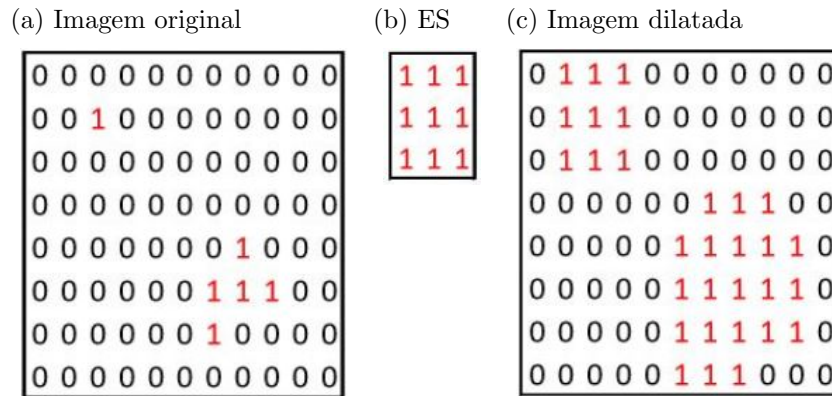 (a) Imagem original
0 0 0 0 0 0 0 0 0 0 0
0 0 1 0 0 0 0 0 0 0 0
0 0 0 0 0 0 0 0 0 0 0
0 0 0 0 0 0 0 0 0 0 0
0 0 0 0 0 0 0 1 0 0 0
0 0 0 0 0 0 1 1 1 0 0
0 0 0 0 0 0 1 0 0 0 0
0 0 0 0 0 0 0 0 0 0 0
(b) ES
1 1 1
1 1 1
1 1 1
(c) Imagem dilatada
0 1 1 1 0 0 0 0 0 0 0
0 1 1 1 0 0 0 0 0 0 0
0 1 1 1 0 0 0 0 0 0 0
0 0 0 0 0 0 1 1 1 0 0
0 0 0 0 0 1 1 1 1 1 0
0 0 0 0 0 1 1 1 1 1 0
0 0 0 0 0 1 1 1 1 1 0
0 0 0 0 0 1 1 1 0 0 0